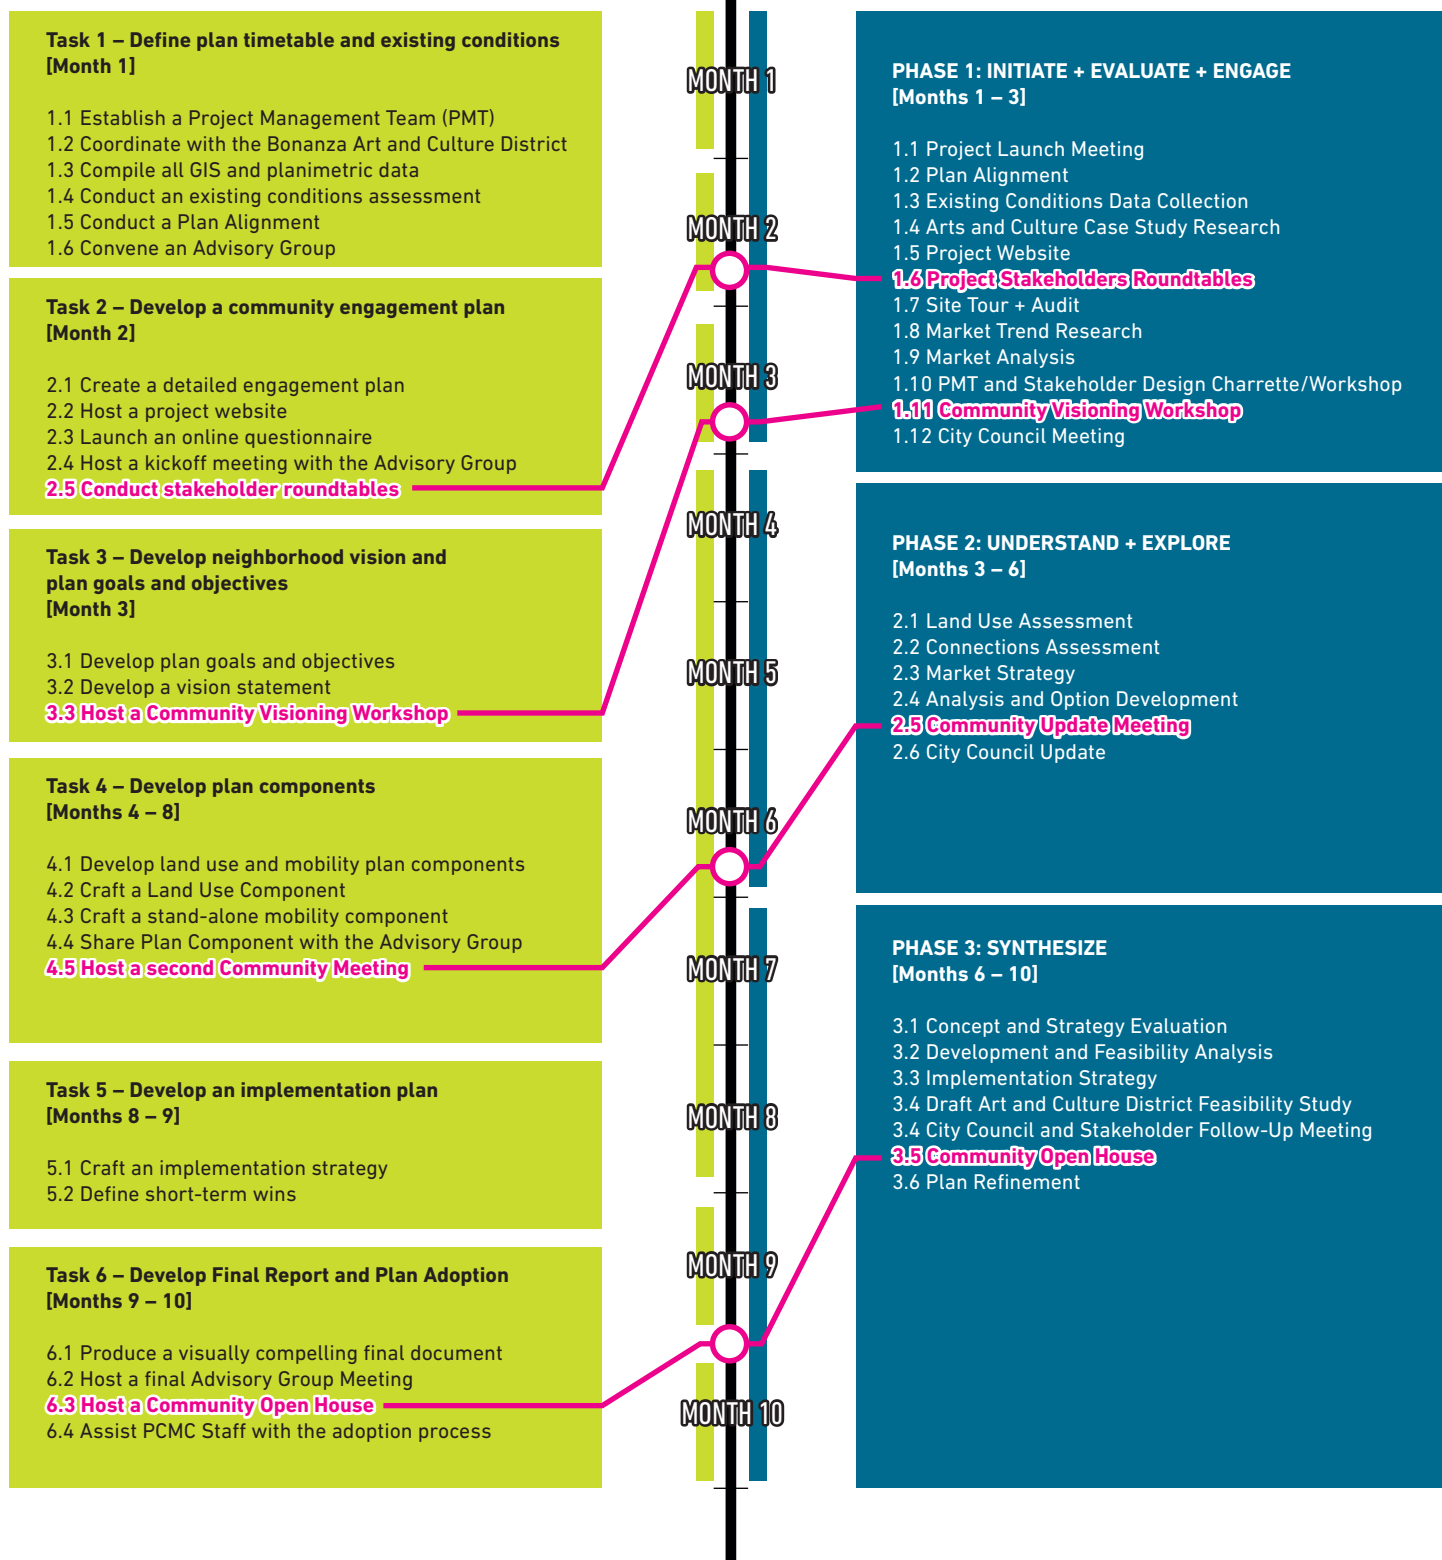 Task 1 – Define plan timetable and existing conditions
[Month 1]
1.1 Establish a Project Management Team (PMT)
1.2 Coordinate with the Bonanza Art and Culture District
1.3 Compile all GIS and planimetric data
1.4 Conduct an existing conditions assessment
1.5 Conduct a Plan Alignment
1.6 Convene an Advisory Group
Task 2 – Develop a community engagement plan
[Month 2]
2.1 Create a detailed engagement plan
2.2 Host a project website
2.3 Launch an online questionnaire
2.4 Host a kickoff meeting with the Advisory Group
2.5 Conduct stakeholder roundtables
Task 3 – Develop neighborhood vision and
plan goals and objectives
[Month 3]
3.1 Develop plan goals and objectives
3.2 Develop a vision statement
3.3 Host a Community Visioning Workshop
Task 4 – Develop plan components
[Months 4 – 8]
4.1 Develop land use and mobility plan components
4.2 Craft a Land Use Component
4.3 Craft a stand-alone mobility component
4.4 Share Plan Component with the Advisory Group
4.5 Host a second Community Meeting
Task 5 – Develop an implementation plan
[Months 8 – 9]
5.1 Craft an implementation strategy
5.2 Define short-term wins
Task 6 – Develop Final Report and Plan Adoption
[Months 9 – 10]
6.1 Produce a visually compelling final document
6.2 Host a final Advisory Group Meeting
6.3 Host a Community Open House
6.4 Assist PCMC Staff with the adoption process
MONTH 1
MONTH 2
MONTH 3
MONTH 4
MONTH 5
MONTH 6
MONTH 7
MONTH 8
MONTH 9
MONTH 10
PHASE 1: INITIATE + EVALUATE + ENGAGE
[Months 1 – 3]
1.1 Project Launch Meeting
1.2 Plan Alignment
1.3 Existing Conditions Data Collection
1.4 Arts and Culture Case Study Research
1.5 Project Website
1.6 Project Stakeholders Roundtables
1.7 Site Tour + Audit
1.8 Market Trend Research
1.9 Market Analysis
1.10 PMT and Stakeholder Design Charrette/Workshop
1.11 Community Visioning Workshop
1.12 City Council Meeting
PHASE 2: UNDERSTAND + EXPLORE
[Months 3 – 6]
2.1 Land Use Assessment
2.2 Connections Assessment
2.3 Market Strategy
2.4 Analysis and Option Development
2.5 Community Update Meeting
2.6 City Council Update
PHASE 3: SYNTHESIZE
[Months 6 – 10]
3.1 Concept and Strategy Evaluation
3.2 Development and Feasibility Analysis
3.3 Implementation Strategy
3.4 Draft Art and Culture District Feasibility Study
3.4 City Council and Stakeholder Follow-Up Meeting
3.5 Community Open House
3.6 Plan Refinement